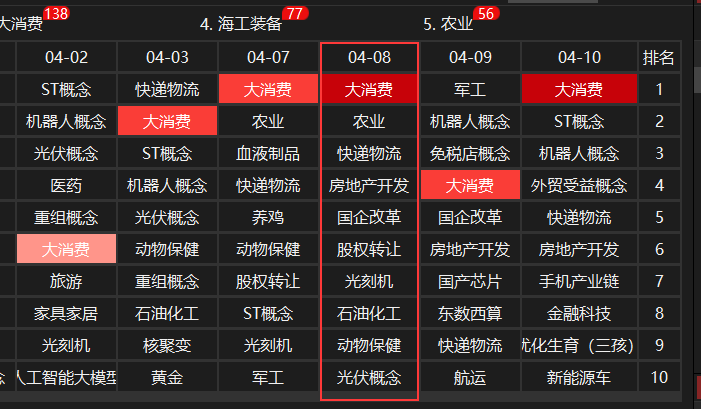 大消费 138 4. 海工装备 77 5. 农业 56
04-02 04-03 04-07 04-08 04-09 04-10 排名
ST概念 快递物流 大消费 大消费 军工 大消费 1
机器人概念 大消费 农业 农业 机器人概念 ST概念 2
光伏概念 ST概念 血液制品 快递物流 免税店概念 机器人概念 3
医药 机器人概念 快递物流 房地产开发 大消费 外贸受益概念 4
重组概念 光伏概念 养鸡 国企改革 国企改革 快递物流 5
大消费 动物保健 动物保健 股权转让 房地产开发 房地产开发 6
旅游 重组概念 股权转让 光刻机 国产芯片 手机产业链 7
家具家居 石油化工 ST概念 石油化工 东数西算 金融科技 8
光刻机 核聚变 光刻机 动物保健 快递物流 优化生育（三孩） 9
念 人工智能大模型 黄金 军工 光伏概念 航运 新能源车 10